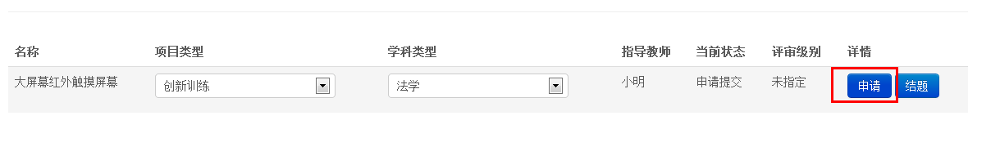 名称 项目类型 学科类型 指导教师 当前状态 评审级别 详情
大屏幕红外触摸屏幕 创新训练 法学 小明 申请提交 未指定 申请 结题